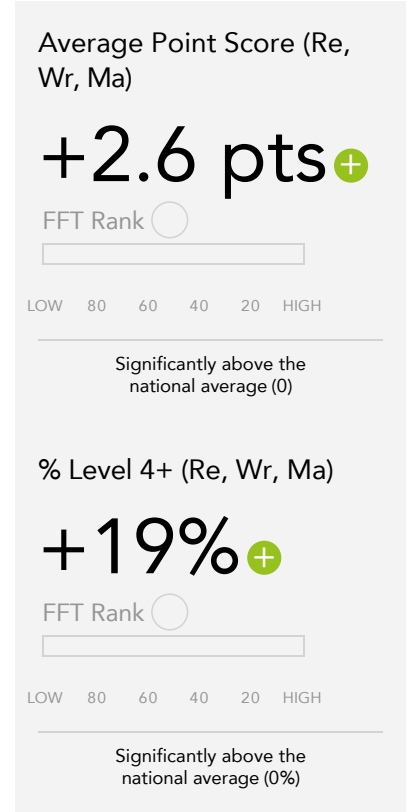 Average Point Score (Re,
Wr, Ma)
+2.6 pts+
FFT Rank
LOW 80 60 40 20 HIGH
Significantly above the
national average (0)
% Level 4+ (Re, Wr, Ma)
+19%+
FFT Rank
LOW 80 60 40 20 HIGH
Significantly above the
national average (0%)